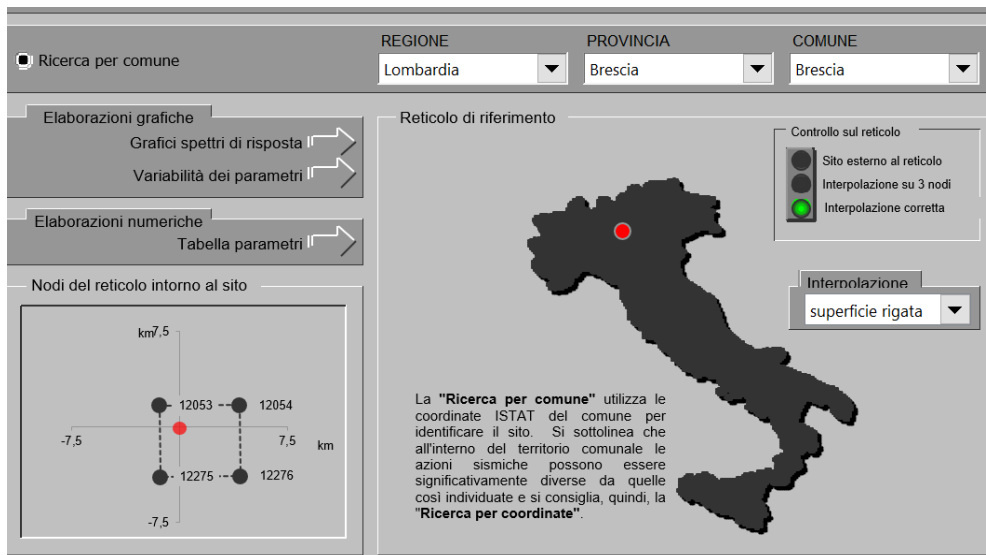 REGIONE
PROVINCIA
COMUNE
Ricerca per comune
Lombardia
Brescia
Brescia
Elaborazioni grafiche
Grafici spettri di risposta
Variabilità dei parametri
Elaborazioni numeriche
Tabella parametri
Nodi del reticolo intorno al sito
km
7,5
12053
12054
-7,5
7,5
km
12275
12276
-7,5
Reticolo di riferimento
Controllo sul reticolo
Sito esterno al reticolo
Interpolazione su 3 nodi
Interpolazione corretta
Interpolazione
superficie rigata
La "Ricerca per comune" utilizza le
coordinate ISTAT del comune per
identificare il sito. Si sottolinea che
all'interno del territorio comunale le
azioni sismiche possono essere
significativamente diverse da quelle
così individuate e si consiglia, quindi, la
"Ricerca per coordinate".